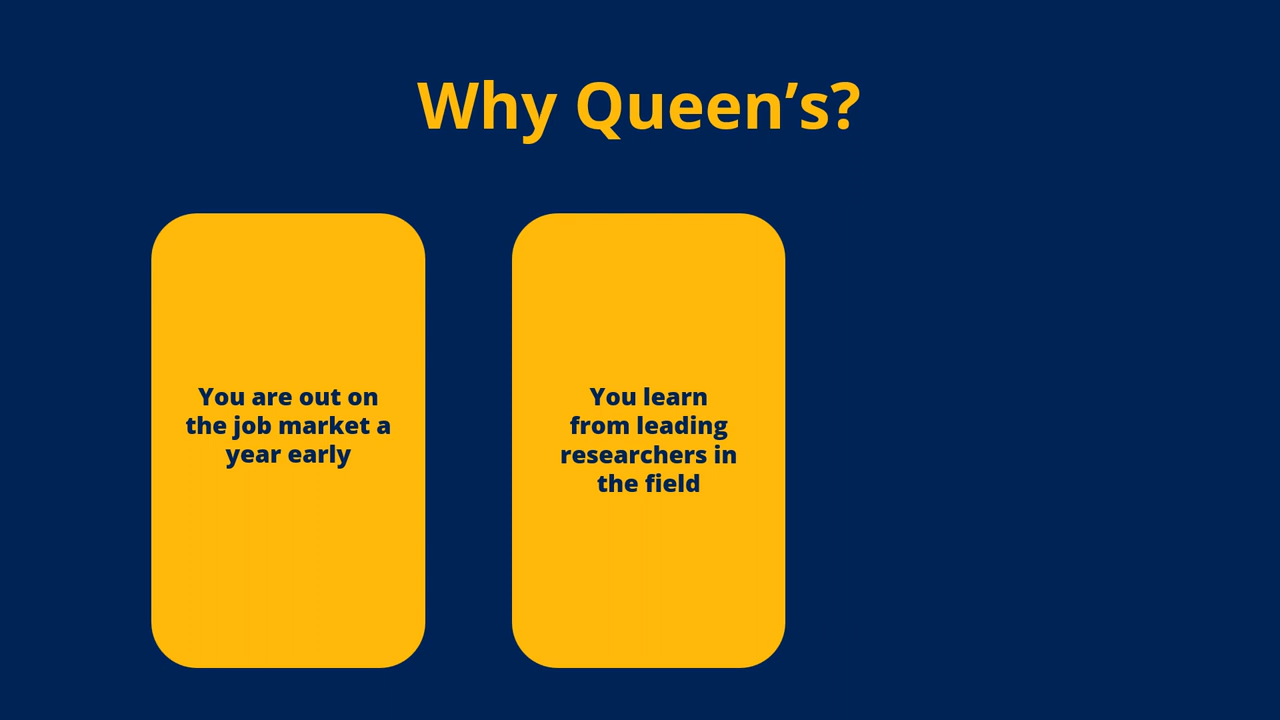 Why Queen’s?
You are out on
the job market a
year early
You learn
from leading
researchers in
the field